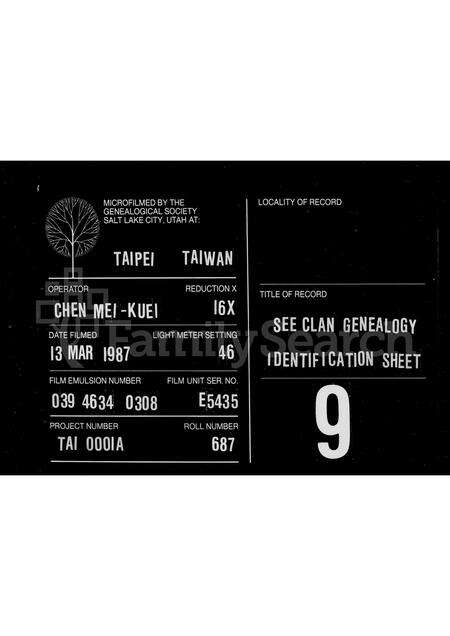 MICROFILMED BY THE
GENEALOGICAL SOCIETY
SALT LAKE CITY, UTAH AT:
TAIPEI TAIWAN
OPERATOR REDUCTION X
CHEN MEI-KUEI 16X
DATE FILMED LIGHT METER SETTING
13 MAR 1987 46
FILM EMULSION NUMBER FILM UNIT SER. NO.
039 4634 0308 E5435
PROJECT NUMBER ROLL NUMBER
TAI 0001A 687
LOCALITY OF RECORD
TITLE OF RECORD
SEE CLAN GENEALOGY
IDENTIFICATION SHEET
9
FamilySearch